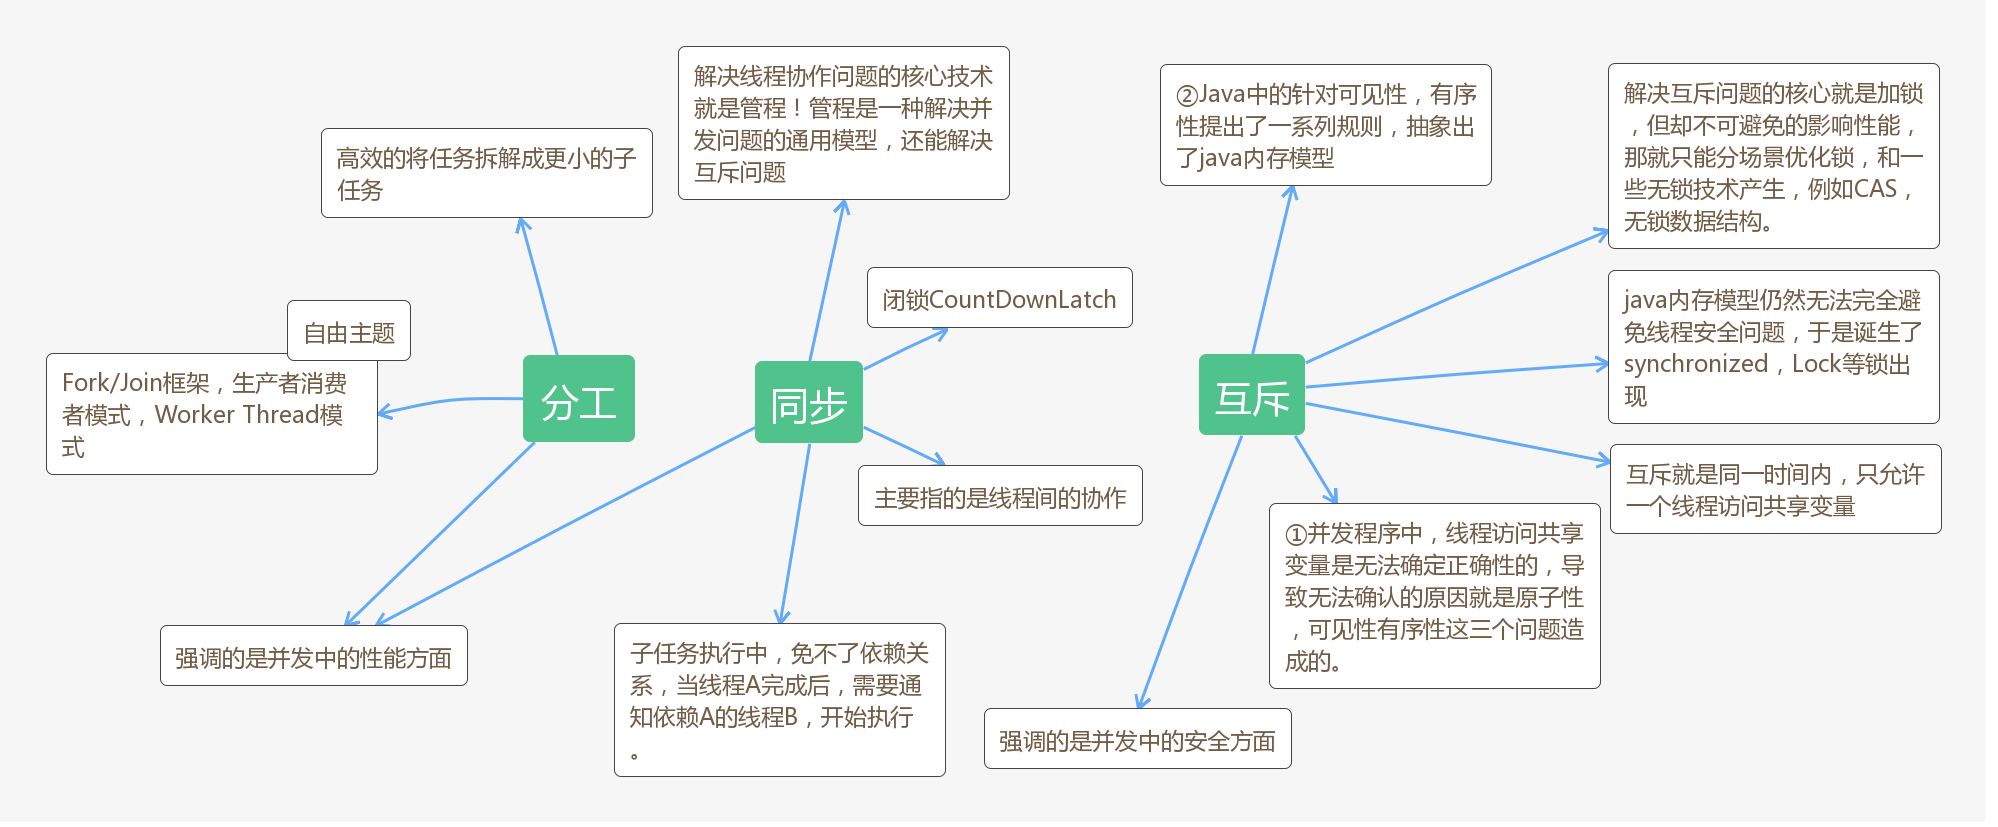 解决线程协作问题的核心技术
就是管程！管程是一种解决并
发问题的通用模型，还能解决
互斥问题
②Java中的针对可见性，有序
性提出了一系列规则，抽象出
了java内存模型
解决互斥问题的核心就是加锁
，但却不可避免的影响性能，
那就只能分场景优化锁，和一
些无锁技术产生，例如CAS，
无锁数据结构。
高效的将任务拆解成更小的子
任务
闭锁CountDownLatch
java内存模型仍然无法完全避
免线程安全问题，于是诞生了
synchronized，Lock等锁出
现
自由主题
Fork/Join框架，生产者消费
者模式，Worker Thread模
式
分工
同步
互斥
主要指的是线程间的协作
互斥就是同一时间内，只允许
一个线程访问共享变量
①并发程序中，线程访问共享
变量是无法确定正确性的，导
致无法确认的原因就是原子性
，可见性有序性这三个问题造
成的。
强调的是并发中的性能方面
子任务执行中，免不了依赖关
系，当线程A完成后，需要通
知依赖A的线程B，开始执行
。
强调的是并发中的安全方面